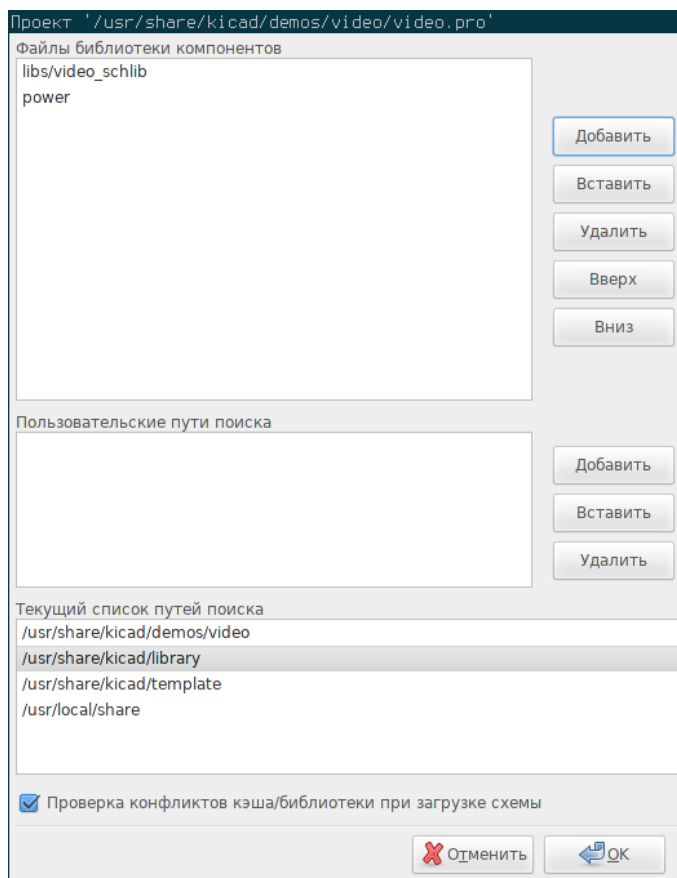 Проект '/usr/share/kicad/demos/video/video.pro'
Файлы библиотеки компонентов
libs/video_schlib
power
Добавить
Вставить
Удалить
Вверх
Вниз
Пользовательские пути поиска
Добавить
Вставить
Удалить
Текущий список путей поиска
/usr/share/kicad/demos/video
/usr/share/kicad/library
/usr/share/kicad/template
/usr/local/share
Проверка конфликтов кэша/библиотеки при загрузке схемы
Отменить
OK